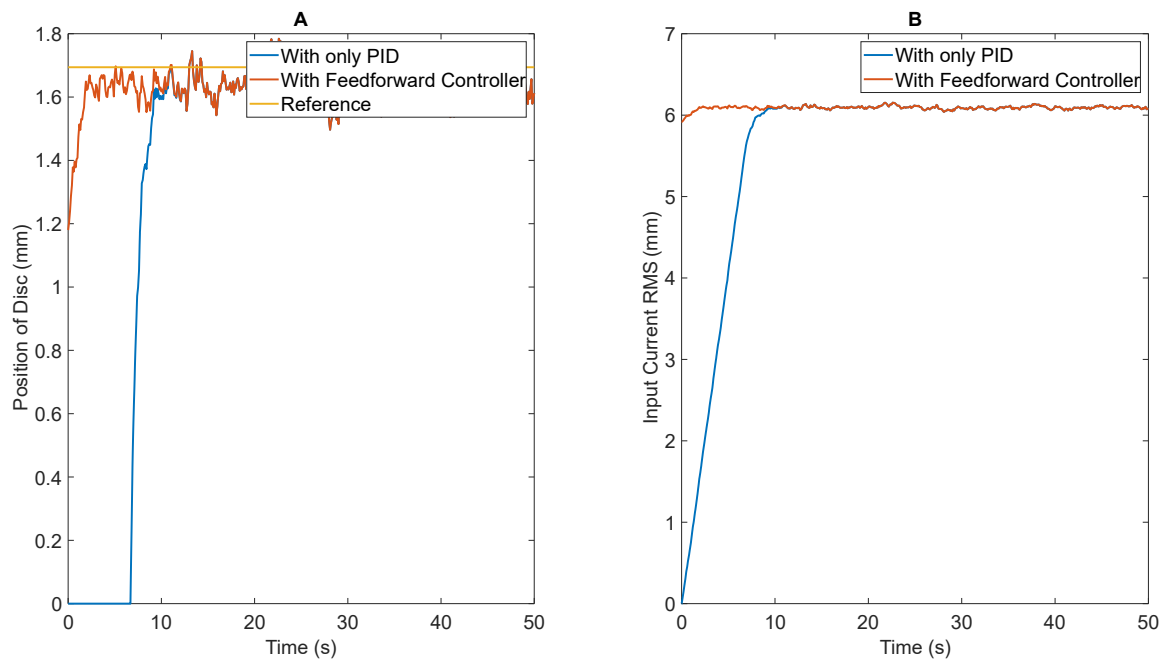 A
1.8
1.6
1.4
1.2
1
0.8
0.6
0.4
0.2
0
0 10 20 30 40 50
Time (s)
Position of Disc (mm)
With only PID
With Feedforward Controller
Reference
B
7
6
5
4
3
2
1
0
0 10 20 30 40 50
Time (s)
Input Current RMS (mm)
With only PID
With Feedforward Controller